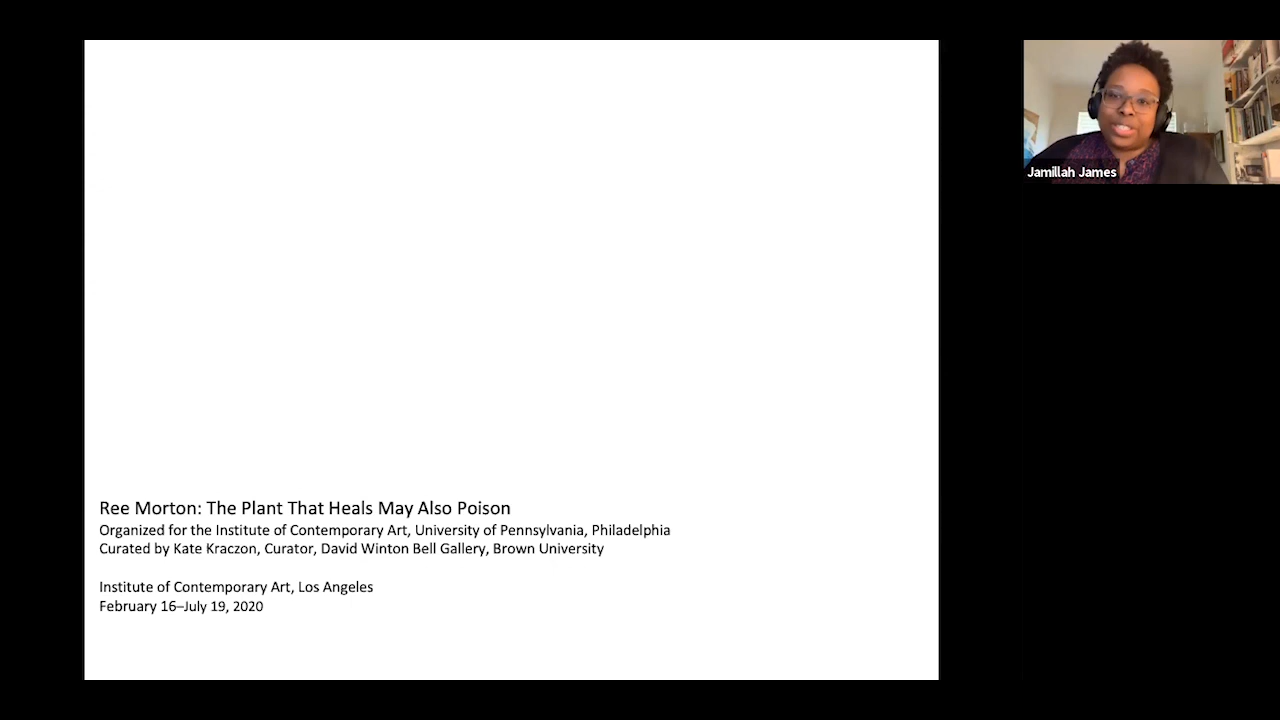 Ree Morton: The Plant That Heals May Also Poison
Organized for the Institute of Contemporary Art, University of Pennsylvania, Philadelphia
Curated by Kate Kraczon, Curator, David Winton Bell Gallery, Brown University
Institute of Contemporary Art, Los Angeles
February 16–July 19, 2020
Jamillah James